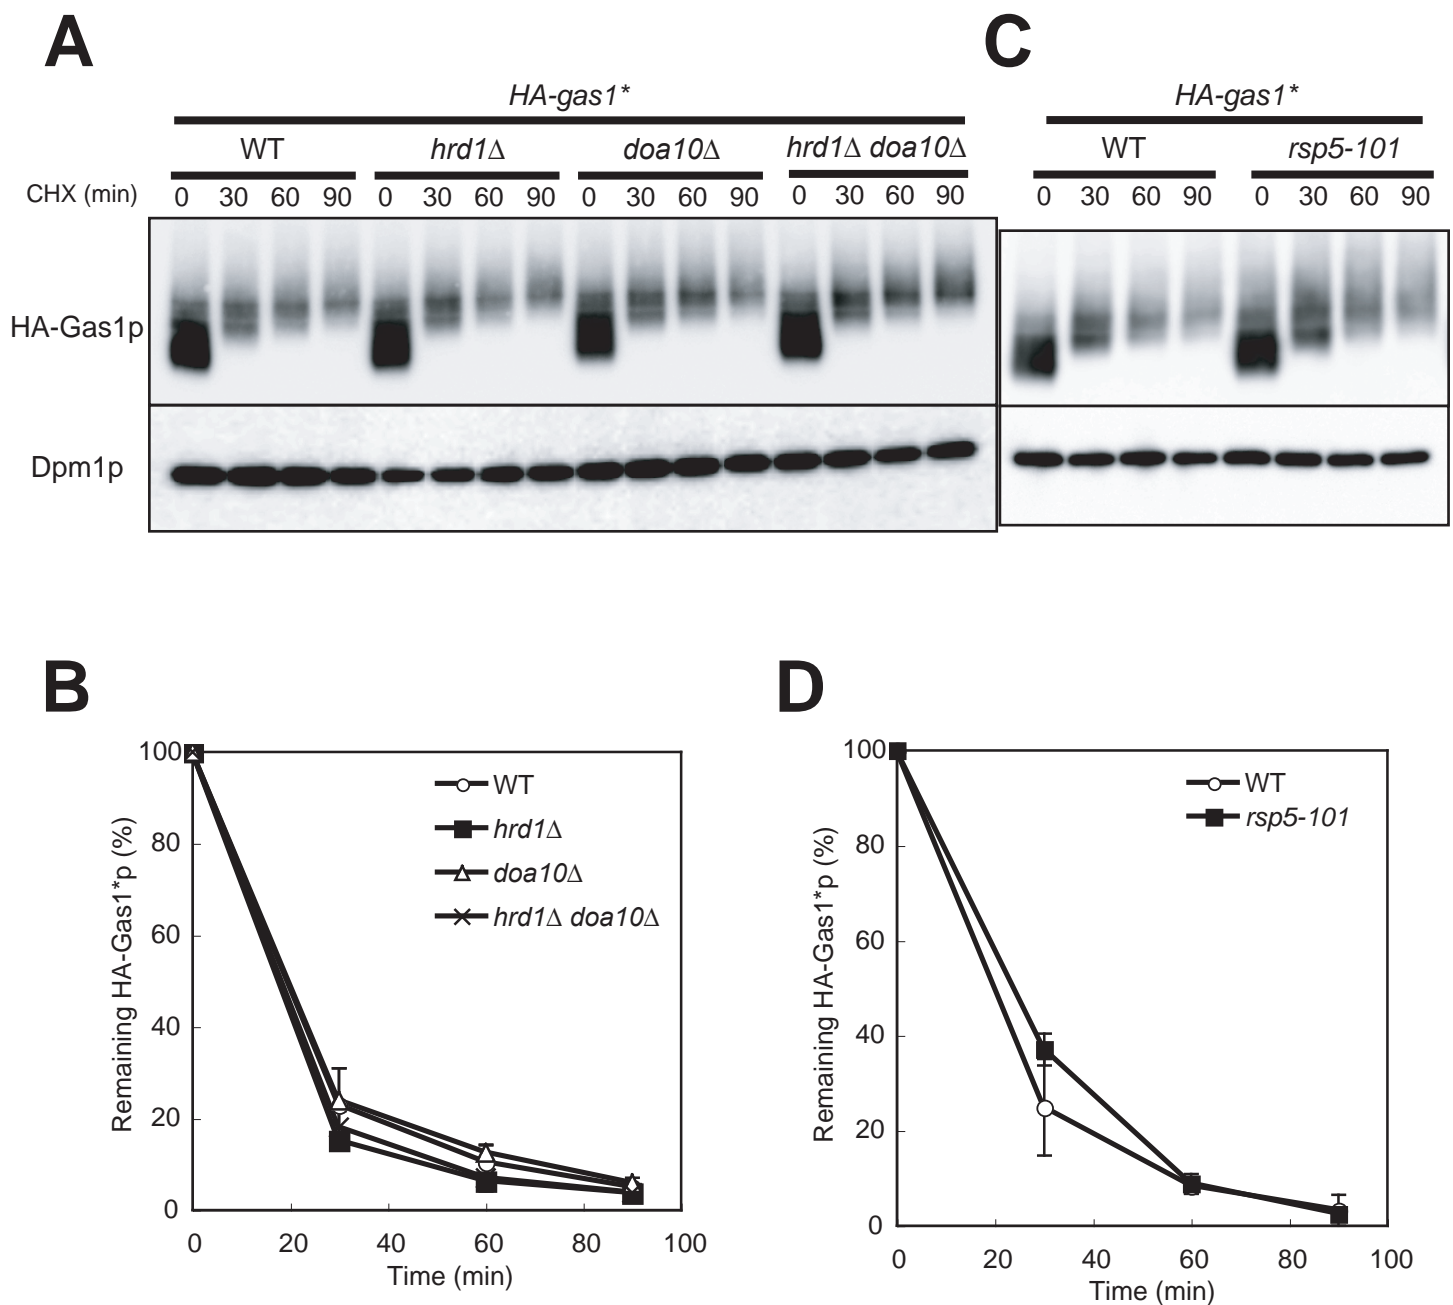 A
HA-gas1*
WT hrd1Δ doa10Δ hrd1Δ doa10Δ
CHX (min) 0 30 60 90 0 30 60 90 0 30 60 90 0 30 60 90
HA-Gas1p
Dpm1p
C
HA-gas1*
WT rsp5-101
0 30 60 90 0 30 60 90
B
Remaining HA-Gas1*p (%)
100
80
60
40
20
0
WT
hrd1Δ
doa10Δ
hrd1Δ doa10Δ
0 20 40 60 80 100
Time (min)
D
Remaining HA-Gas1*p (%)
100
80
60
40
20
0
WT
rsp5-101
0 20 40 60 80 100
Time (min)